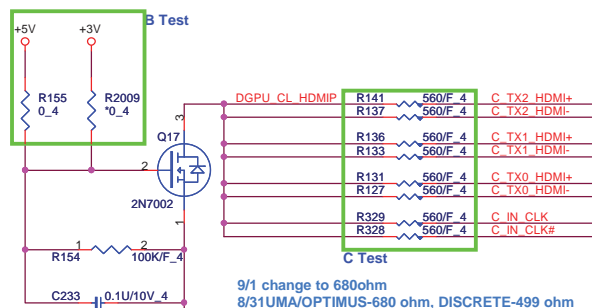 B Test
+5V +3V
R155 0_4
R2009 *0_4
Q17
3
2
1
2N7002
DGPU_CL_HDMIP
R141 560/F_4 C_TX2_HDMI+
R137 560/F_4 C_TX2_HDMI-
R136 560/F_4 C_TX1_HDMI+
R133 560/F_4 C_TX1_HDMI-
R131 560/F_4 C_TX0_HDMI+
R127 560/F_4 C_TX0_HDMI-
R329 560/F_4 C_IN_CLK
R328 560/F_4 C_IN_CLK#
C Test
1 2
R154 100K/F_4
C233 0.1U/10V_4
9/1 change to 680ohm
8/31UMA/OPTIMUS-680 ohm, DISCRETE-499 ohm